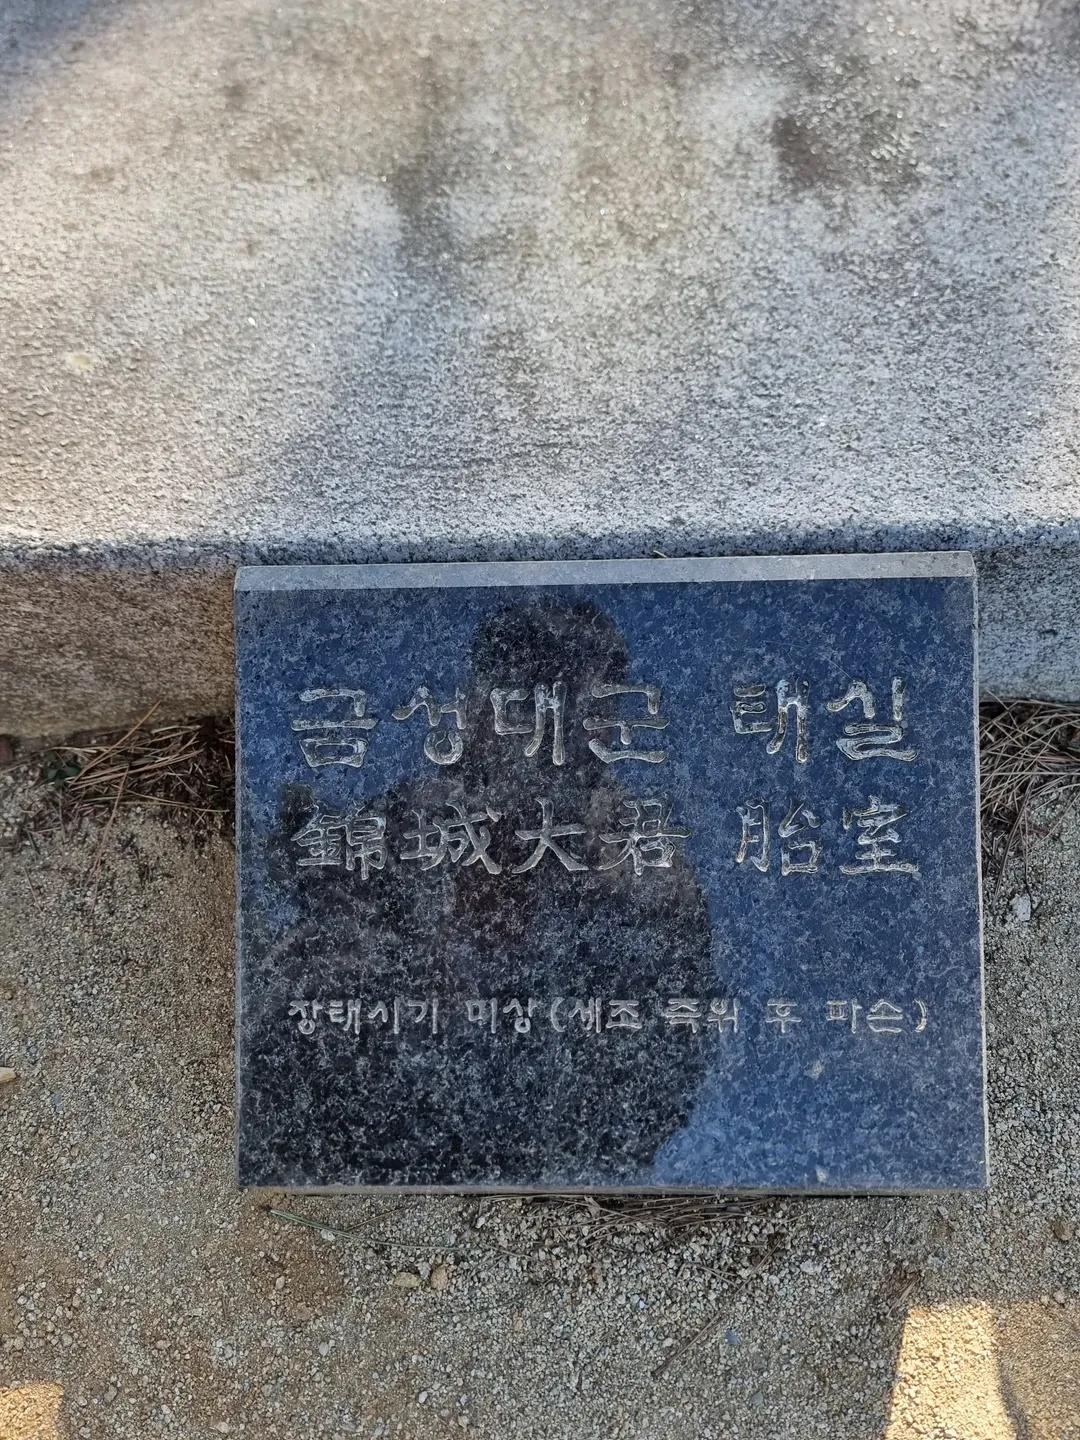 금성대군 태실
錦城大君 胎室
장태시기 미상(세조 즉위 후 파손)